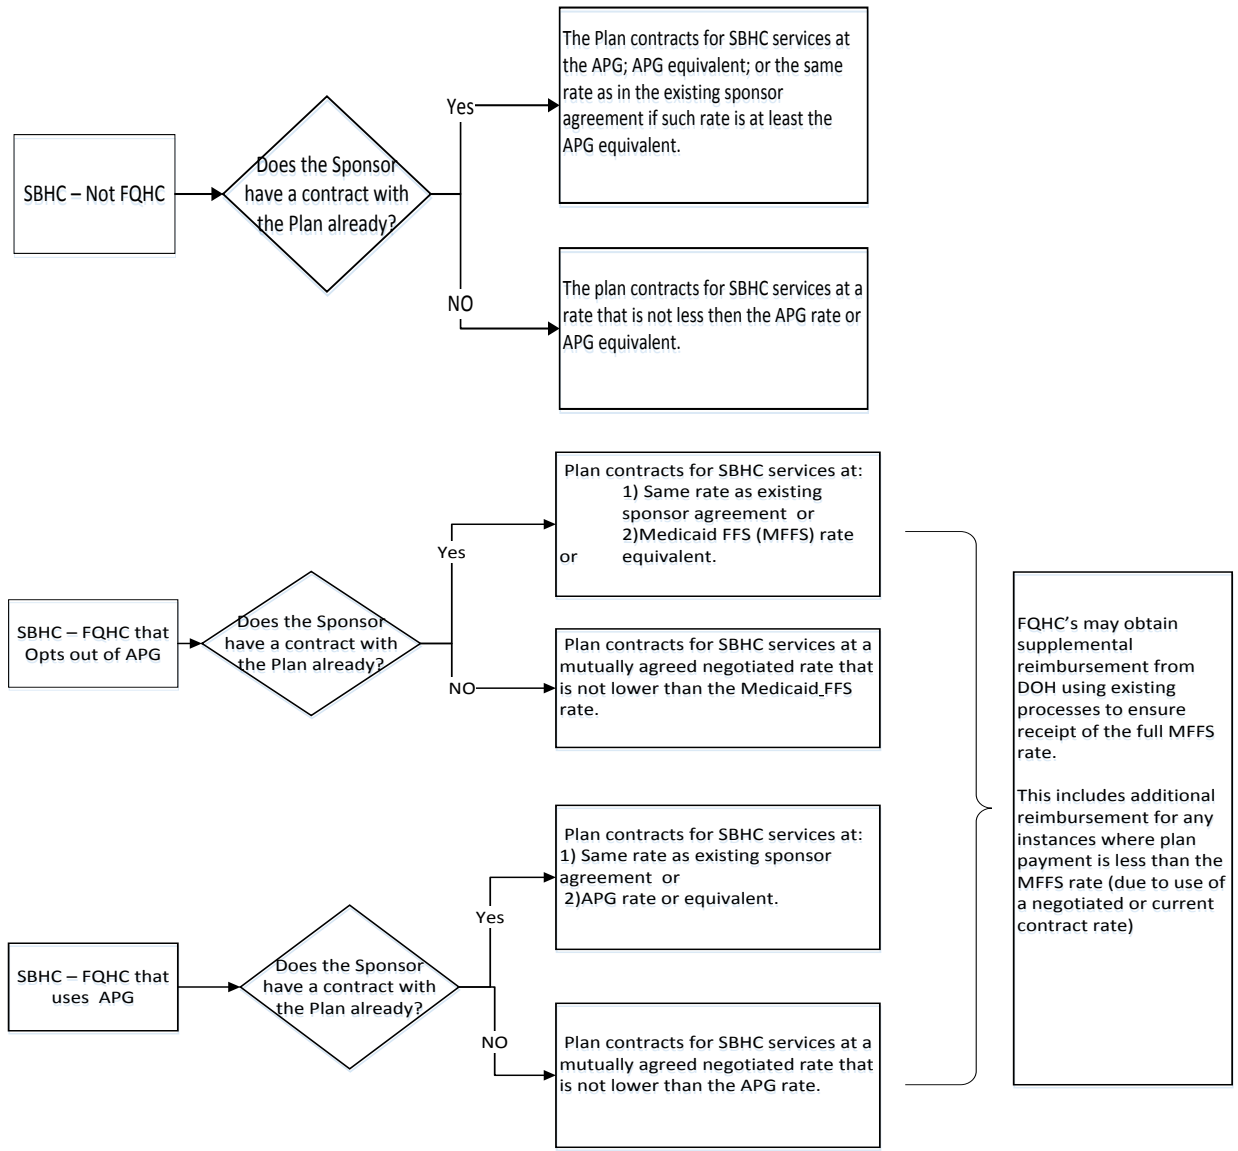 SBHC – Not FQHC
Does the Sponsor
have a contract with
the Plan already?
Yes
The Plan contracts for SBHC services at
the APG; APG equivalent; or the same
rate as in the existing sponsor
agreement if such rate is at least the
APG equivalent.
NO
The plan contracts for SBHC services at a
rate that is not less then the APG rate or
APG equivalent.
SBHC – FQHC that
Opts out of APG
Does the Sponsor
have a contract with
the Plan already?
Yes
Plan contracts for SBHC services at:
1) Same rate as existing
sponsor agreement or
2)Medicaid FFS (MFFS) rate
or equivalent.
NO
Plan contracts for SBHC services at a
mutually agreed negotiated rate that
is not lower than the Medicaid FFS
rate.
SBHC – FQHC that
uses APG
Does the Sponsor
have a contract with
the Plan already?
Yes
Plan contracts for SBHC services at:
1) Same rate as existing sponsor
agreement or
2)APG rate or equivalent.
NO
Plan contracts for SBHC services at a
mutually agreed negotiated rate that
is not lower than the APG rate.
FQHC's may obtain
supplemental
reimbursement from
DOH using existing
processes to ensure
receipt of the full MFFS
rate.
This includes additional
reimbursement for any
instances where plan
payment is less than the
MFFS rate (due to use of
a negotiated or current
contract rate)